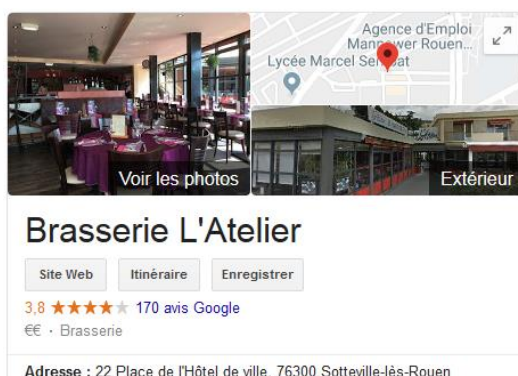 Agence d'Emploi
Manpower Rouen...
Lycée Marcel Sembat
Voir les photos
Extérieur
Brasserie L'Atelier
Site Web Itinéraire Enregistrer
3,8 170 avis Google
€€ · Brasserie
Adresse : 22 Place de l'Hôtel de ville, 76300 Sotteville-lès-Rouen